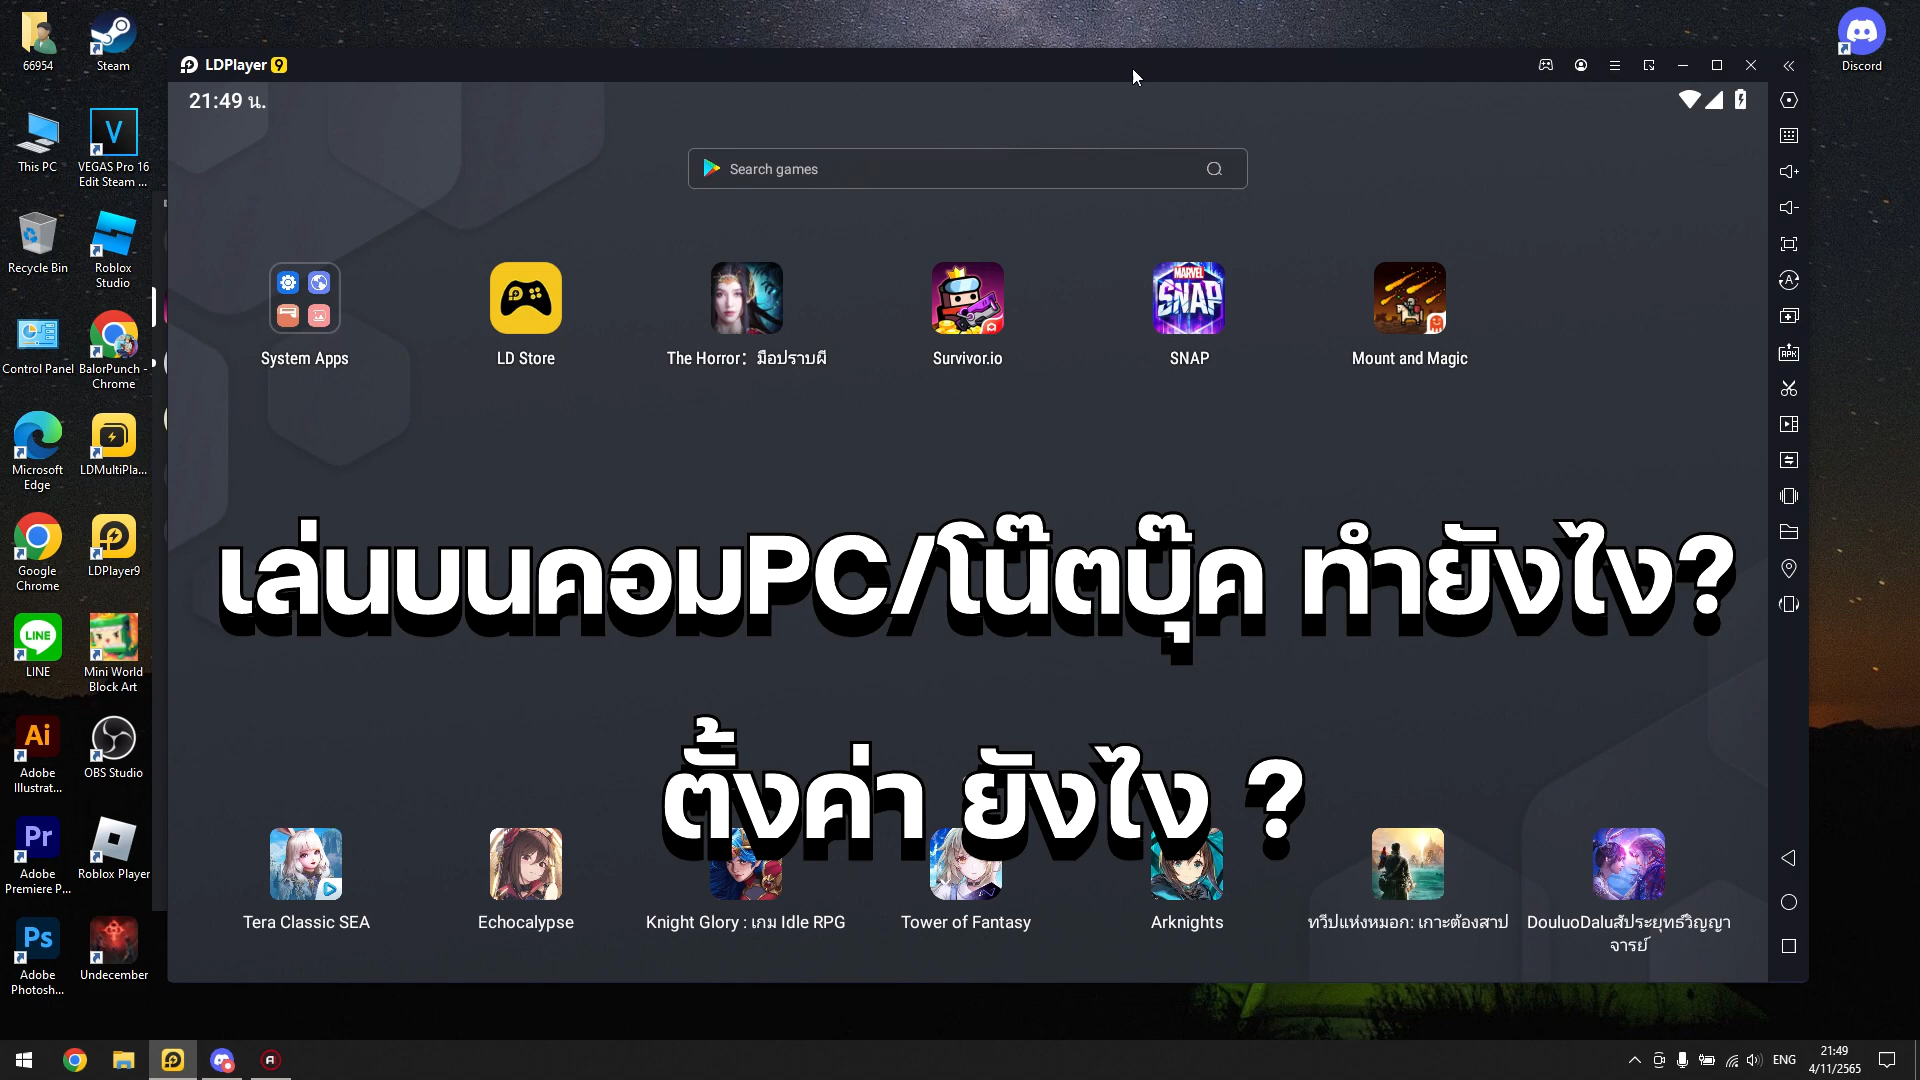 66954
Steam
Discord
LDPlayer 9
21:49 น.
This PC
VEGAS Pro 16
Edit Steam ...
Search games
Recycle Bin
Roblox
Studio
System Apps
LD Store
The Horror：มือปราบผี
Survivor.io
MARVEL
SNAP
SNAP
Mount and Magic
APK
Control Panel
BalorPunch -
Chrome
Microsoft
Edge
LDMultiPla...
Google
Chrome
LDPlayer9
เล่นบนคอมPC/โน๊ตบุ๊ค ทำยังไง?
ตั้งค่า ยังไง ?
LINE
LINE
Mini World
Block Art
Ai
Adobe
Illustrat...
OBS Studio
Pr
Adobe
Premiere P...
Roblox Player
Ps
Adobe
Photosh...
Undecember
Tera Classic SEA
Echocalypse
Knight Glory : เกม Idle RPG
Tower of Fantasy
Arknights
ทวีปแห่งหมอก: เกาะต้องสาป
DouluoDaluสัประยุทธ์วิญญา
จารย์
ENG
21:49
4/11/2565